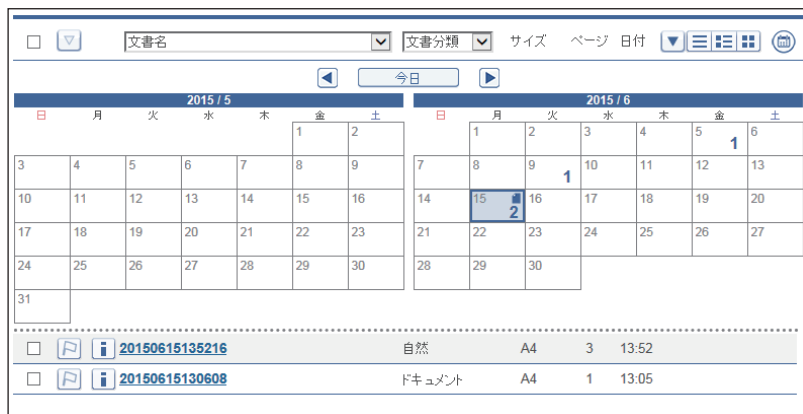 文書名 文書分類 サイズ ページ 日付
今日
2015 / 5 2015 / 6
日 月 火 水 木 金 土 日 月 火 水 木 金 土
1 2 1 2 3 4 5 1 6
3 4 5 6 7 8 9 7 8 9 1 10 11 12 13
10 11 12 13 14 15 16 14 15 2 16 17 18 19 20
17 18 19 20 21 22 23 21 22 23 24 25 26 27
24 25 26 27 28 29 30 28 29 30
31
20150615135216 自然 A4 3 13:52
20150615130608 ドキュメント A4 1 13:05